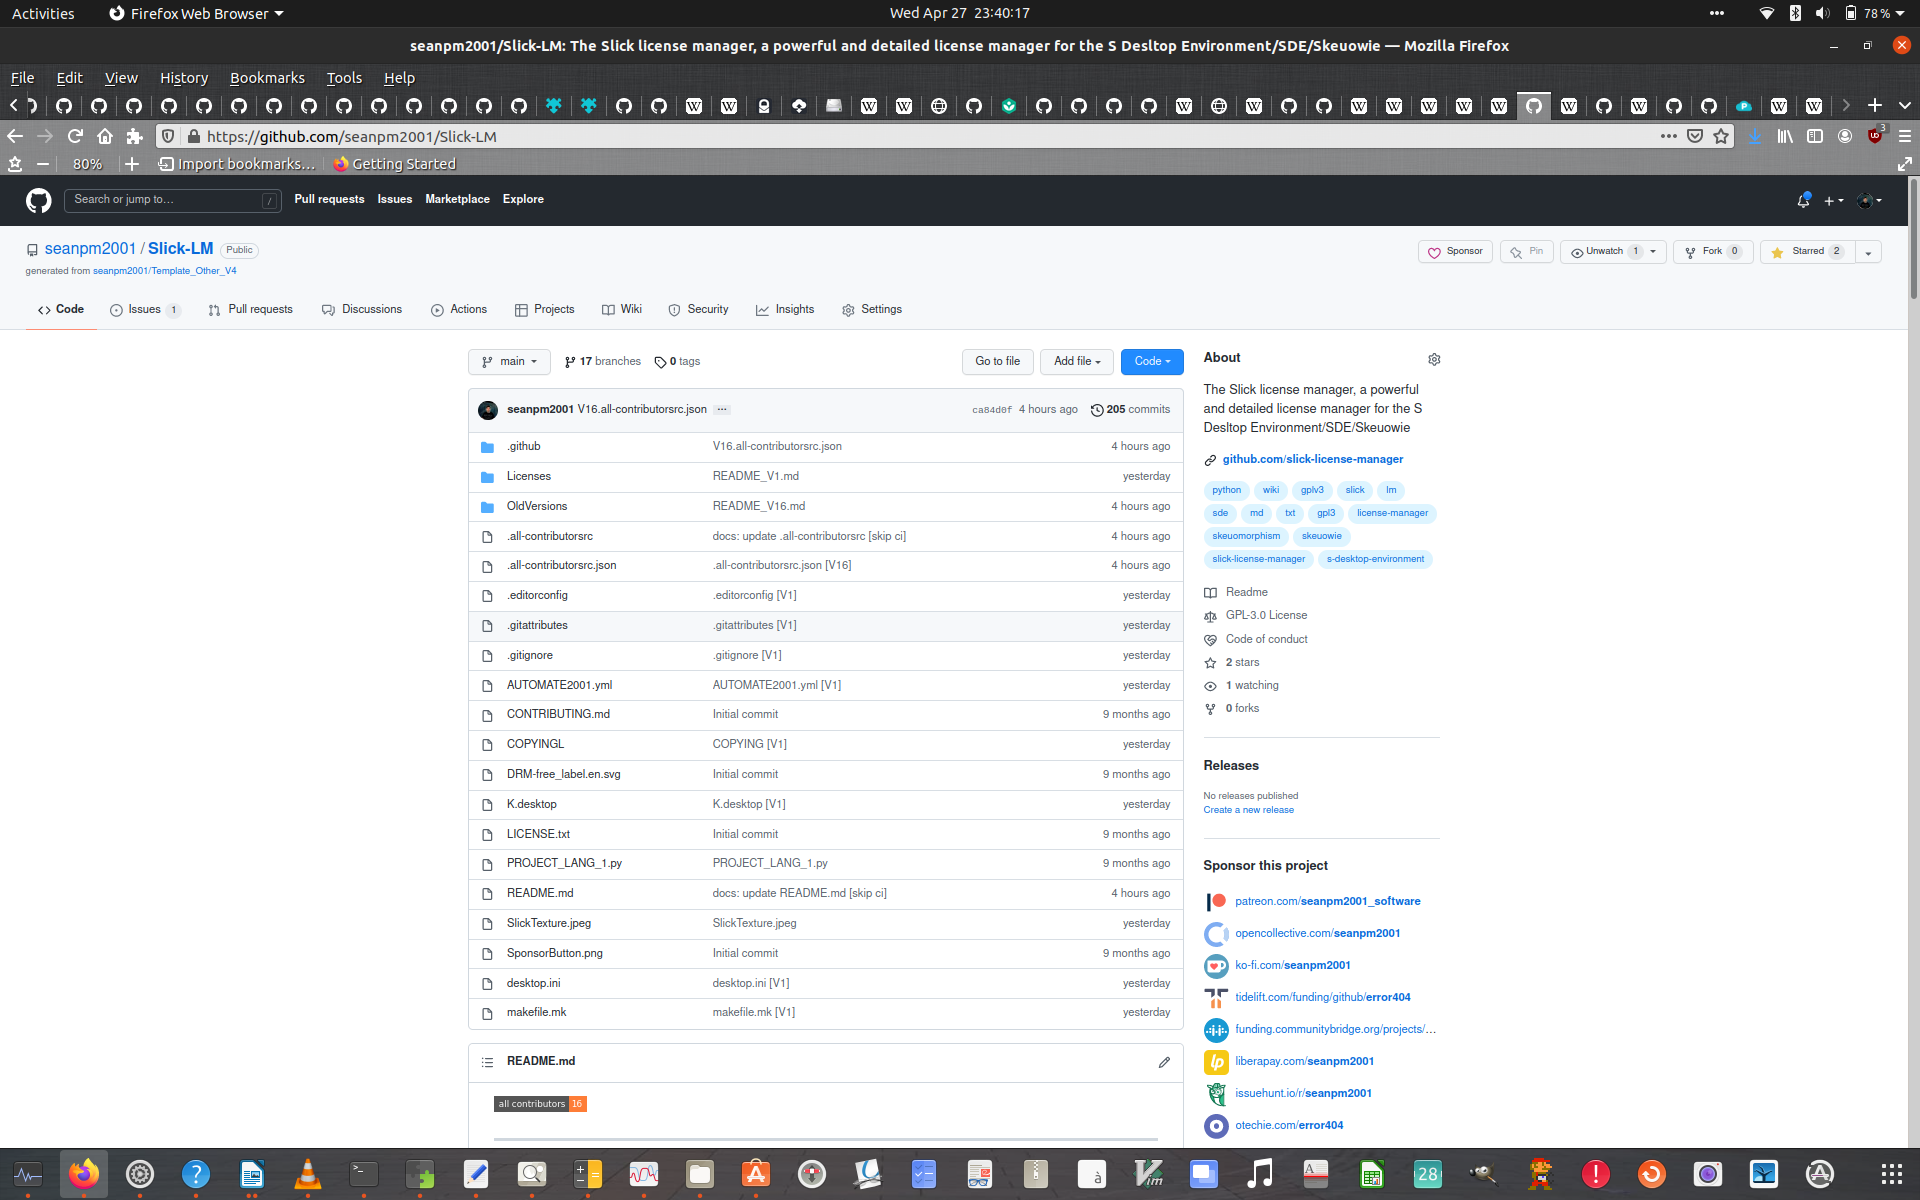 Activities Firefox Web Browser Wed Apr 27 23:40:17 78 %
seanpm2001/Slick-LM: The Slick license manager, a powerful and detailed license manager for the S Desltop Environment/SDE/Skeuowie — Mozilla Firefox
File Edit View History Bookmarks Tools Help
https://github.com/seanpm2001/Slick-LM 3
80% Import bookmarks... Getting Started
Search or jump to... / Pull requests Issues Marketplace Explore
seanpm2001 / Slick-LM Public Sponsor Pin Unwatch 1 Fork 0 Starred 2
generated from seanpm2001/Template_Other_V4
Code Issues 1 Pull requests Discussions Actions Projects Wiki Security Insights Settings
main 17 branches 0 tags Go to file Add file Code
seanpm2001 V16.all-contributorsrc.json ... ca84d0f 4 hours ago 205 commits
.github V16.all-contributorsrc.json 4 hours ago
Licenses README_V1.md yesterday
OldVersions README_V16.md 4 hours ago
.all-contributorsrc docs: update .all-contributorsrc [skip ci] 4 hours ago
.all-contributorsrc.json .all-contributorsrc.json [V16] 4 hours ago
.editorconfig .editorconfig [V1] yesterday
.gitattributes .gitattributes [V1] yesterday
.gitignore .gitignore [V1] yesterday
AUTOMATE2001.yml AUTOMATE2001.yml [V1] yesterday
CONTRIBUTING.md Initial commit 9 months ago
COPYINGL COPYING [V1] yesterday
DRM-free_label.en.svg Initial commit 9 months ago
K.desktop K.desktop [V1] yesterday
LICENSE.txt Initial commit 9 months ago
PROJECT_LANG_1.py PROJECT_LANG_1.py 9 months ago
README.md docs: update README.md [skip ci] 4 hours ago
SlickTexture.jpeg SlickTexture.jpeg yesterday
SponsorButton.png Initial commit 9 months ago
desktop.ini desktop.ini [V1] yesterday
makefile.mk makefile.mk [V1] yesterday
README.md
all contributors 16
About
The Slick license manager, a powerful
and detailed license manager for the S
Desltop Environment/SDE/Skeuowie
github.com/slick-license-manager
python wiki gplv3 slick lm
sde md txt gpl3 license-manager
skeuomorphism skeuowie
slick-license-manager s-desktop-environment
Readme
GPL-3.0 License
Code of conduct
2 stars
1 watching
0 forks
Releases
No releases published
Create a new release
Sponsor this project
patreon.com/seanpm2001_software
opencollective.com/seanpm2001
ko-fi.com/seanpm2001
tidelift.com/funding/github/error404
funding.communitybridge.org/projects/...
liberapay.com/seanpm2001
issuehunt.io/r/seanpm2001
otechie.com/error404
28